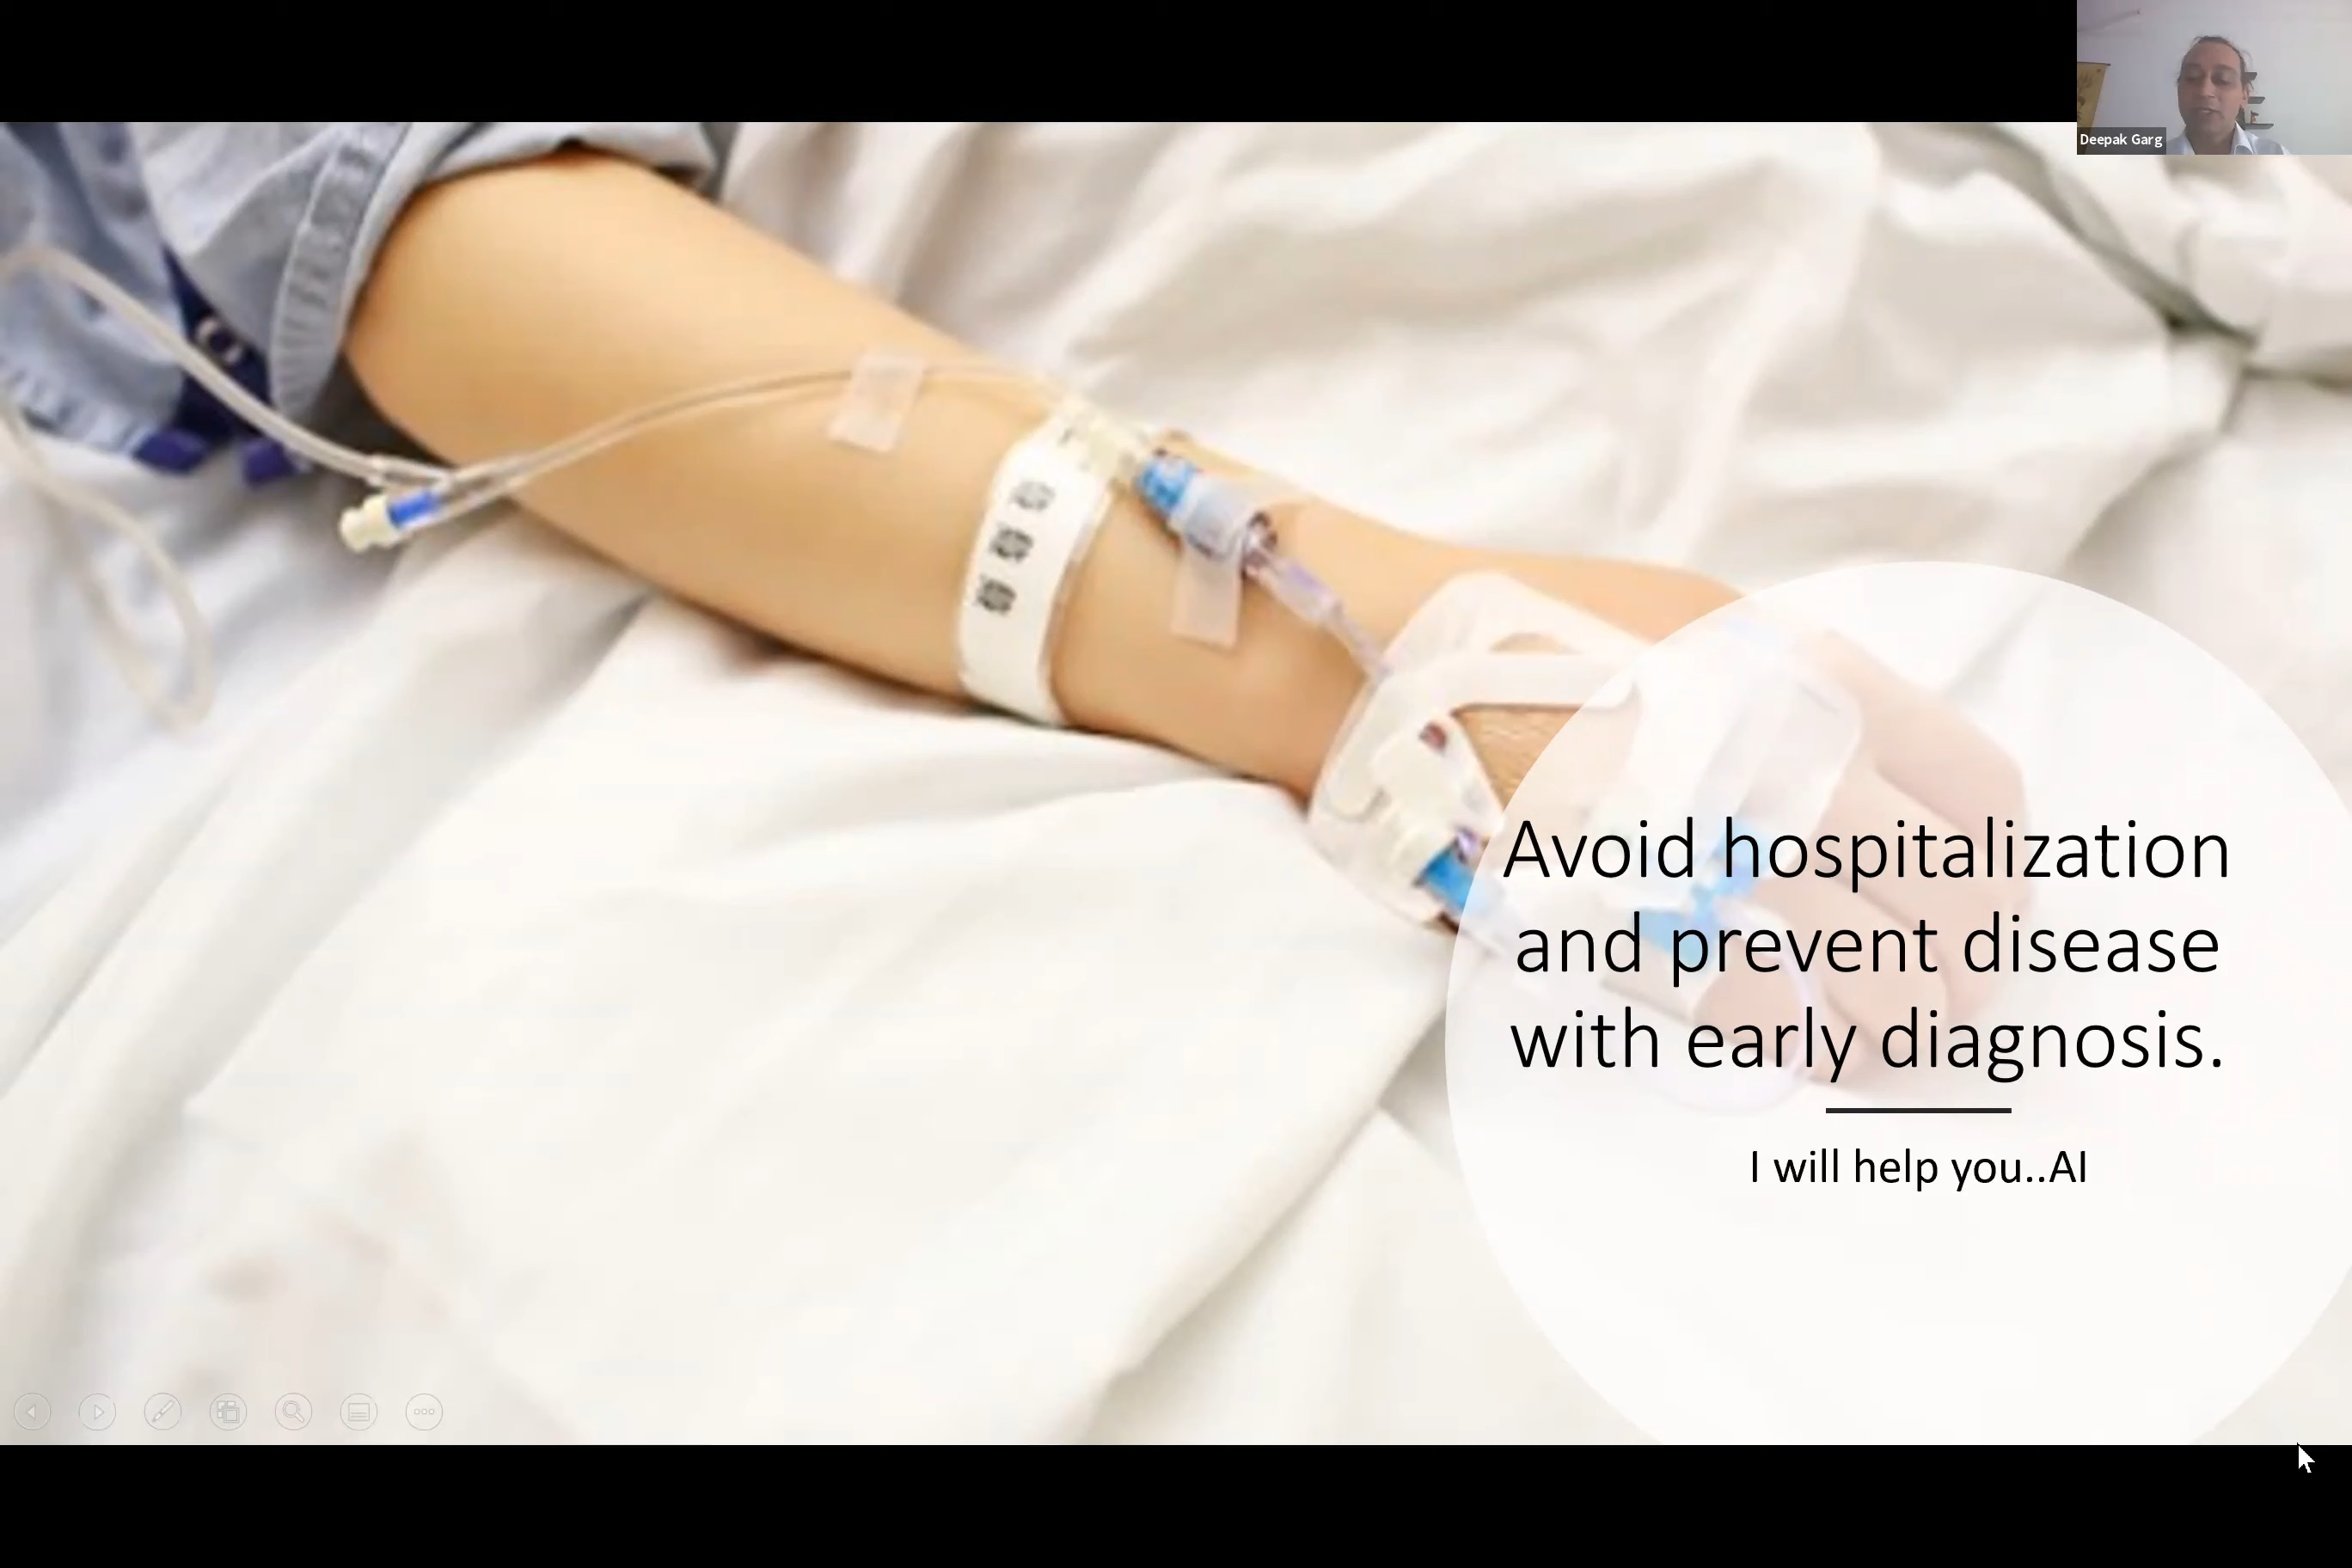 Deepak Garg
Avoid hospitalization
and prevent disease
with early diagnosis.
I will help you..AI